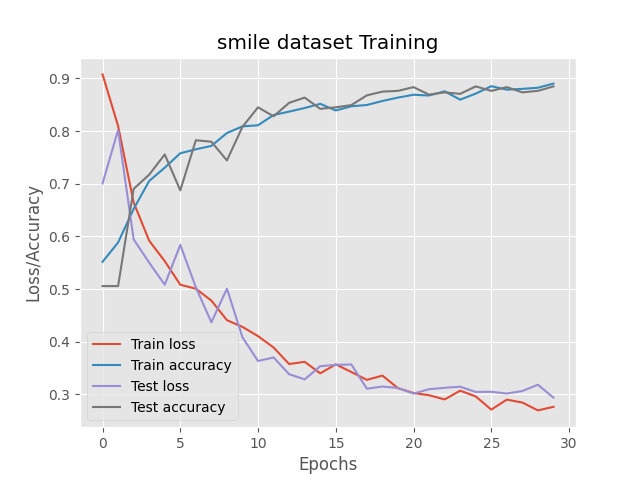 smile dataset Training
Loss/Accuracy
0.9
0.8
0.7
0.6
0.5
0.4
0.3
Train loss
Train accuracy
Test loss
Test accuracy
0 5 10 15 20 25 30
Epochs